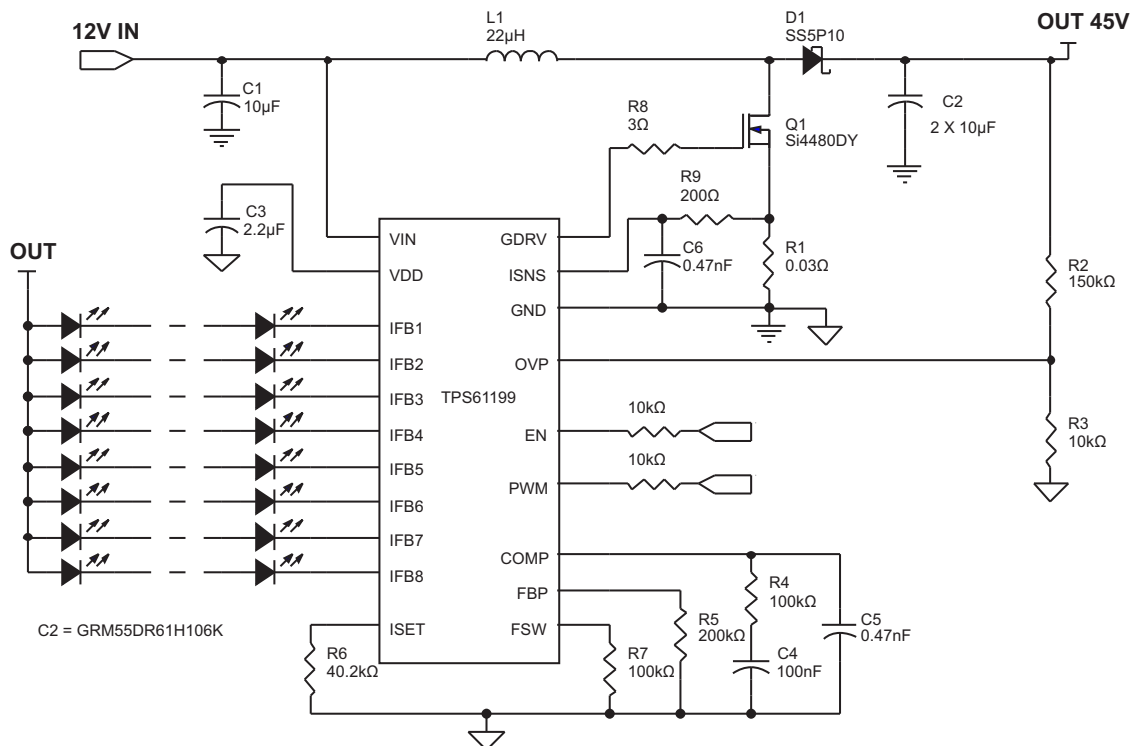 12V IN
L1
22µH
D1
SS5P10
OUT 45V
C1
10µF
R8
3Ω
Q1
Si4480DY
C2
2 X 10µF
R9
200Ω
C3
2.2µF
OUT
C6
0.47nF
R1
0.03Ω
R2
150kΩ
VIN
VDD
IFB1
IFB2
IFB3
IFB4
IFB5
IFB6
IFB7
IFB8
ISET
TPS61199
GDRV
ISNS
GND
OVP
EN
PWM
COMP
FBP
FSW
10kΩ
10kΩ
R3
10kΩ
R4
100kΩ
C5
0.47nF
R5
200kΩ
C4
100nF
C2 = GRM55DR61H106K
R6
40.2kΩ
R7
100kΩ